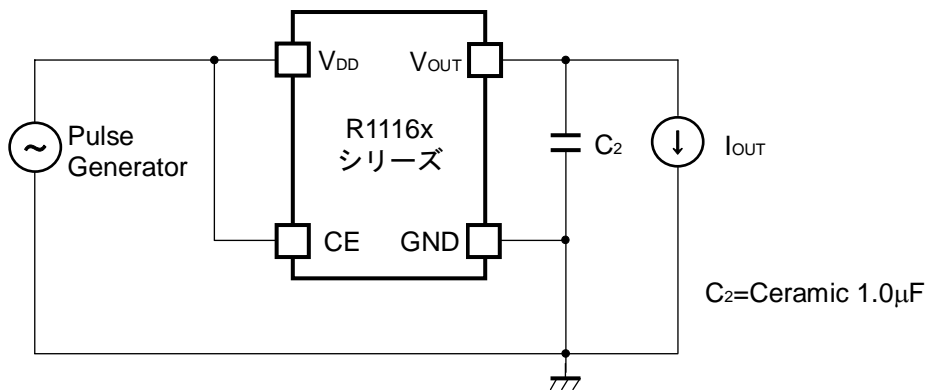 VDD
VOUT
R1116x
シリーズ
Pulse
Generator
~
C2
IOUT
CE
GND
C2=Ceramic 1.0μF